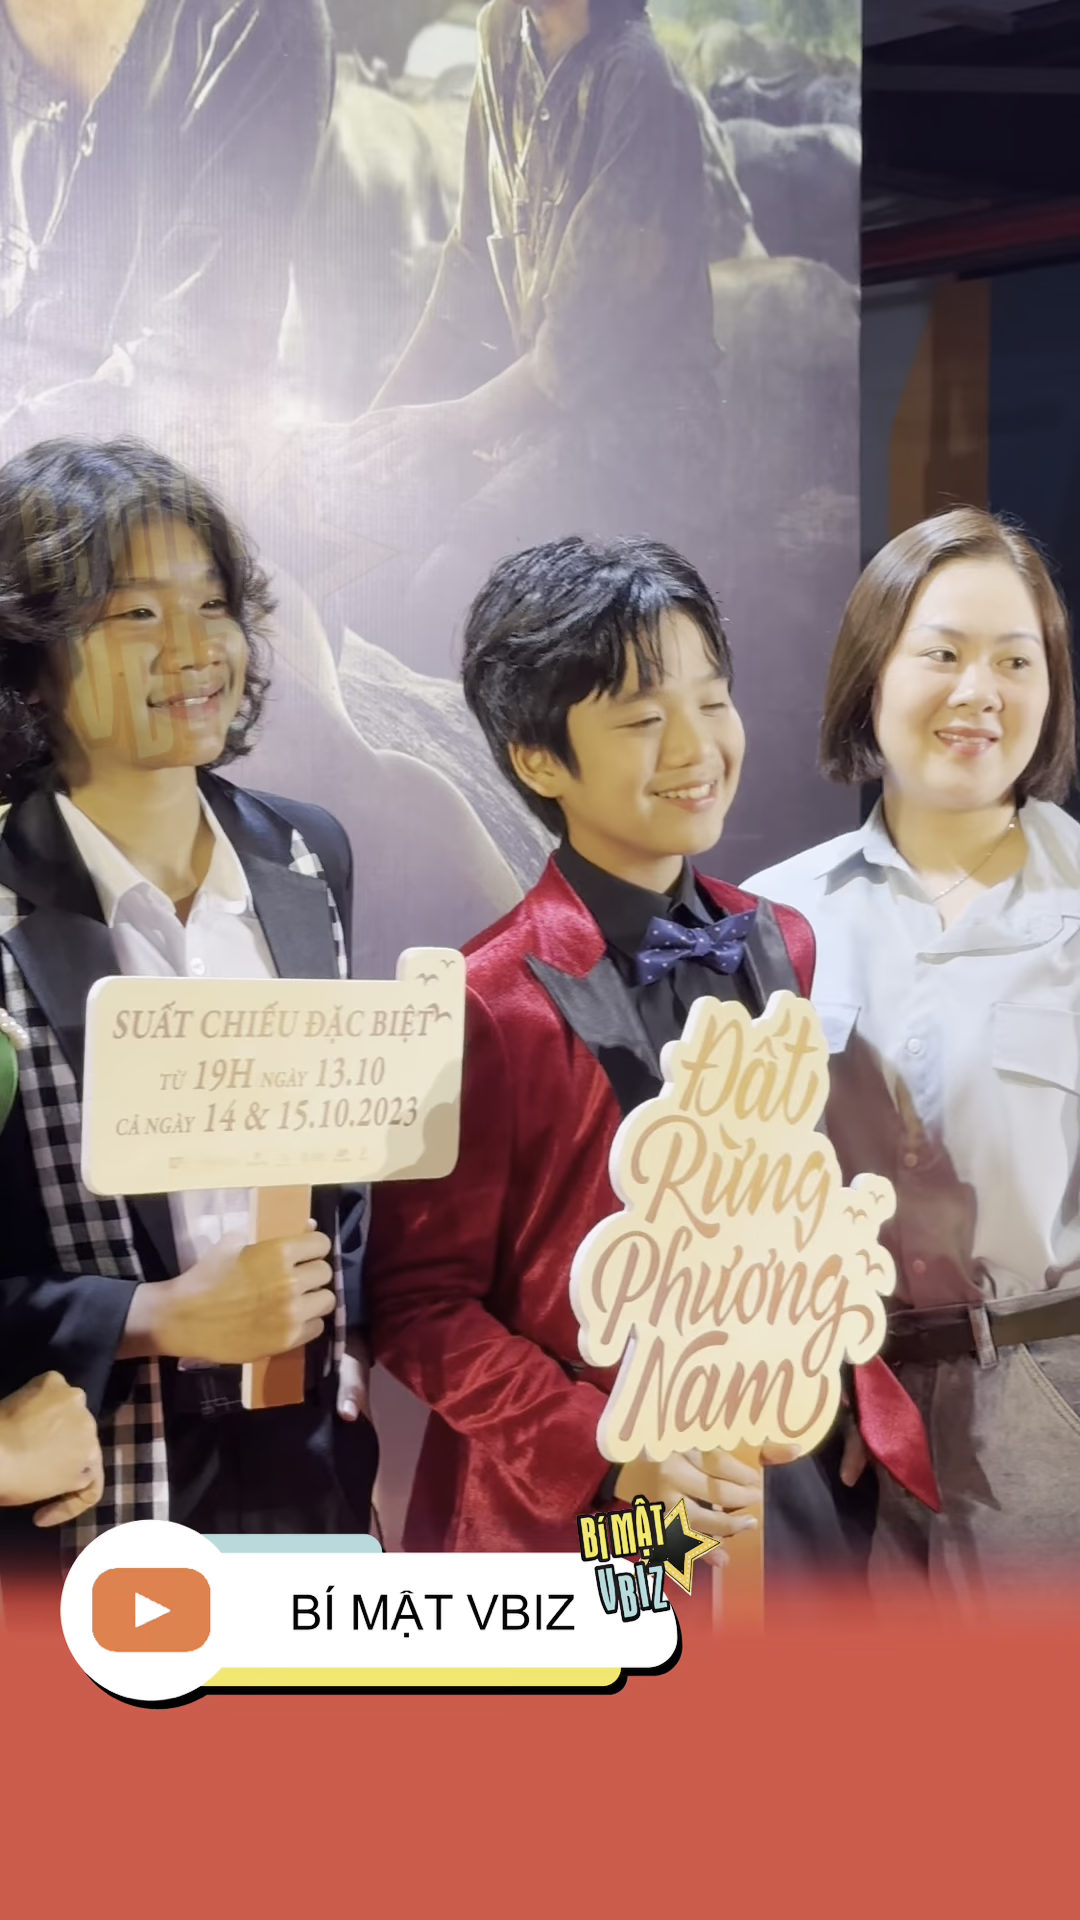 SUẤT CHIẾU ĐẶC BIỆT
TỪ 19H NGÀY 13.10
CẢ NGÀY 14 & 15.10.2023
Đất
Rừng
Phương
Nam
BÍ MẬT
VBIZ
BÍ MẬT VBIZ